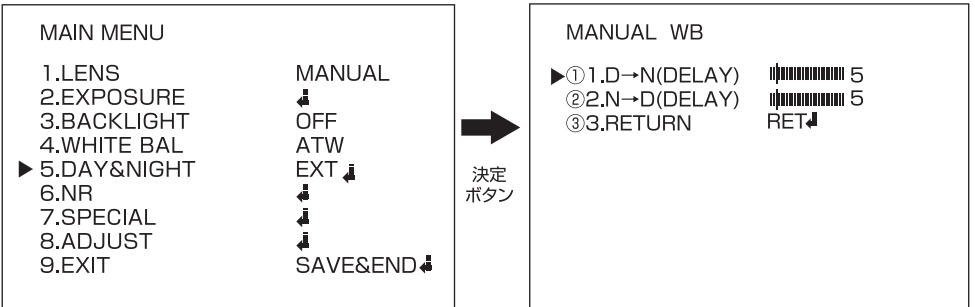 MAIN MENU
1.LENS MANUAL
2.EXPOSURE ↲
3.BACKLIGHT OFF
4.WHITE BAL ATW
▶ 5.DAY&NIGHT EXT ↲
6.NR ↲
7.SPECIAL ↲
8.ADJUST ↲
9.EXIT SAVE&END↲
決定
ボタン
MANUAL WB
▶①1.D→N(DELAY) 5
②2.N→D(DELAY) 5
③3.RETURN RET↲